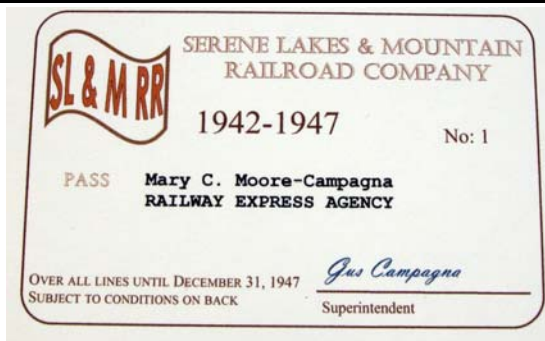 SL & M RR
SERENE LAKES & MOUNTAIN
RAILROAD COMPANY
1942-1947
No: 1
PASS Mary C. Moore-Campagna
RAILWAY EXPRESS AGENCY
OVER ALL LINES UNTIL DECEMBER 31, 1947
SUBJECT TO CONDITIONS ON BACK
Gus Campagna
Superintendent